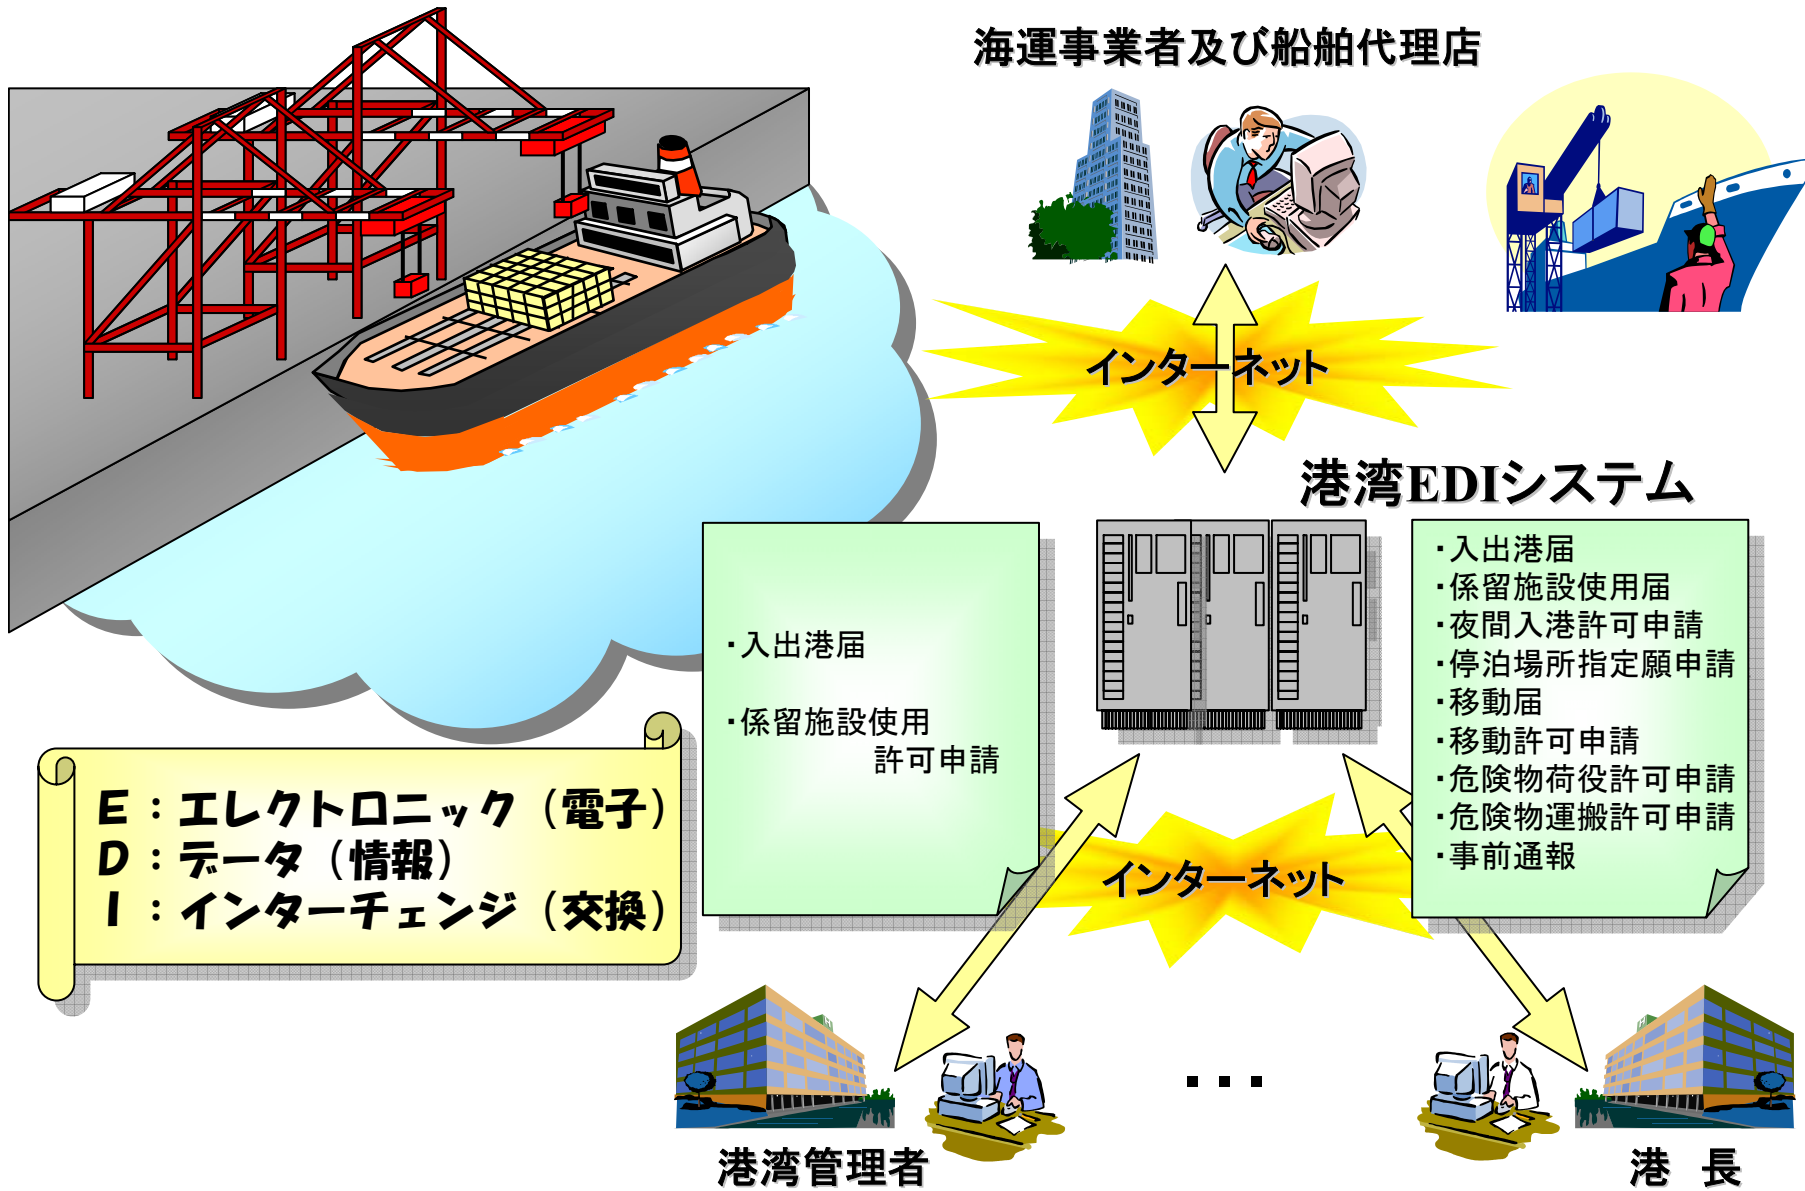 海運事業者及び船舶代理店
インターネット
港湾EDIシステム
・入出港届
・係留施設使用
許可申請
・入出港届
・係留施設使用届
・夜間入港許可申請
・停泊場所指定願申請
・移動届
・移動許可申請
・危険物荷役許可申請
・危険物運搬許可申請
・事前通報
E：エレクトロニック（電子）
D：データ（情報）
I：インターチェンジ（交換）
インターネット
・・・
港湾管理者
港　長